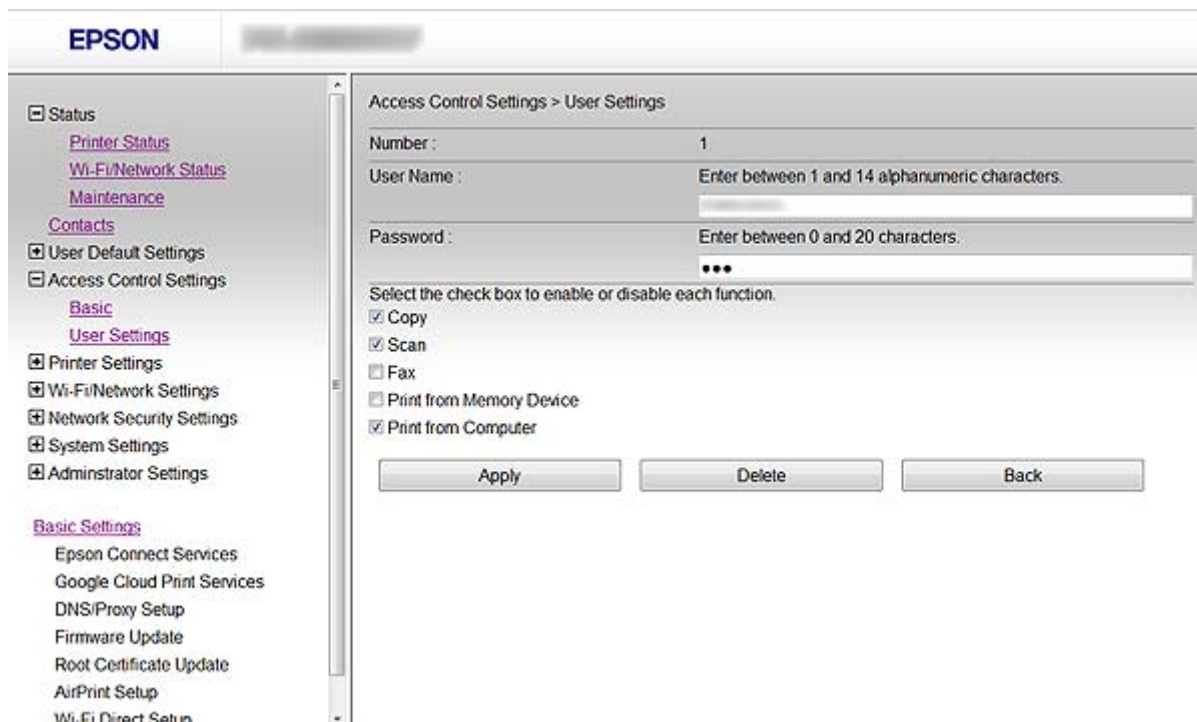 EPSON
Status
Printer Status
Wi-Fi/Network Status
Maintenance
Contacts
User Default Settings
Access Control Settings
Basic
User Settings
Printer Settings
Wi-Fi/Network Settings
Network Security Settings
System Settings
Adminstrator Settings
Basic Settings
Epson Connect Services
Google Cloud Print Services
DNS/Proxy Setup
Firmware Update
Root Certificate Update
AirPrint Setup
Wi-Fi Direct Setup
Access Control Settings > User Settings
Number : 1
User Name : Enter between 1 and 14 alphanumeric characters.
Password : Enter between 0 and 20 characters.
●●●
Select the check box to enable or disable each function.
Copy
Scan
Fax
Print from Memory Device
Print from Computer
Apply Delete Back